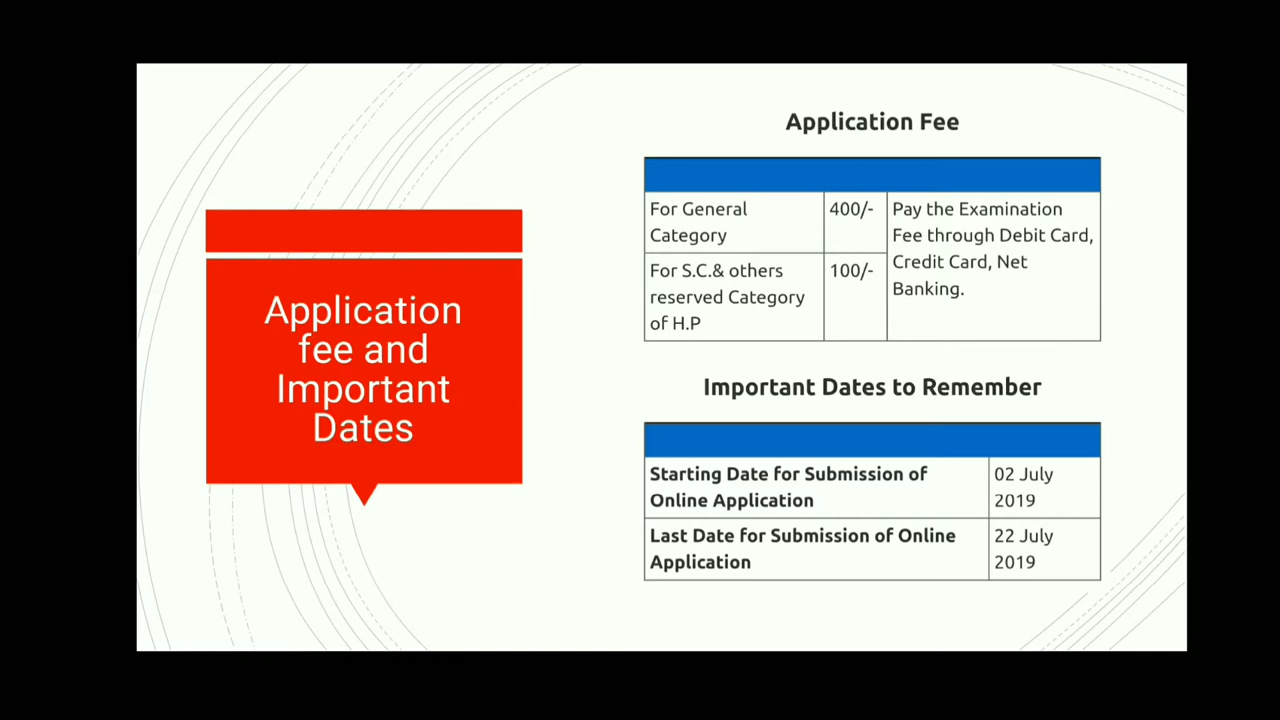 Application
fee and
Important
Dates
Application Fee
For General
Category
400/-
Pay the Examination
Fee through Debit Card,
Credit Card, Net
Banking.
For S.C.& others
reserved Category
of H.P
100/-
Important Dates to Remember
Starting Date for Submission of
Online Application
02 July
2019
Last Date for Submission of Online
Application
22 July
2019